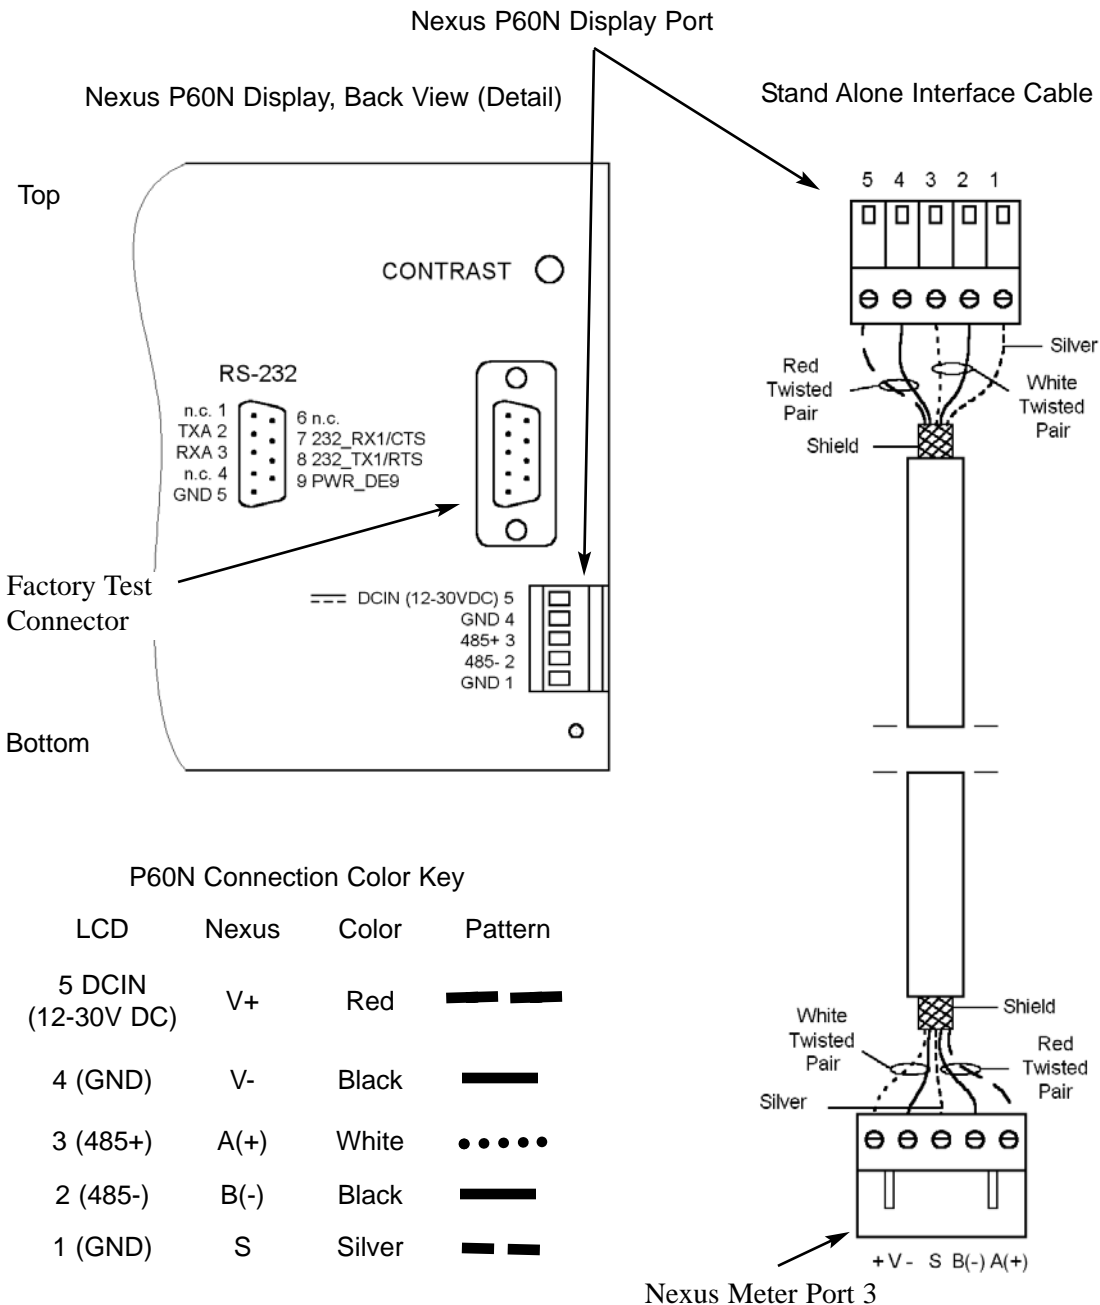 Nexus P60N Display Port
Nexus P60N Display, Back View (Detail)
Stand Alone Interface Cable
Top
CONTRAST
RS-232
n.c. 1
TXA 2
RXA 3
n.c. 4
GND 5
6 n.c.
7 232_RX1/CTS
8 232_TX1/RTS
9 PWR_DE9
Factory Test
Connector
DCIN (12-30VDC) 5
GND 4
485+ 3
485- 2
GND 1
Bottom
5 4 3 2 1
Silver
Red
Twisted
Pair
White
Twisted
Pair
Shield
P60N Connection Color Key
LCD Nexus Color Pattern
5 DCIN
(12-30V DC) V+ Red
4 (GND) V- Black
3 (485+) A(+) White
2 (485-) B(-) Black
1 (GND) S Silver
Shield
White
Twisted
Pair
Red
Twisted
Pair
Silver
+ V - S B(-) A(+)
Nexus Meter Port 3